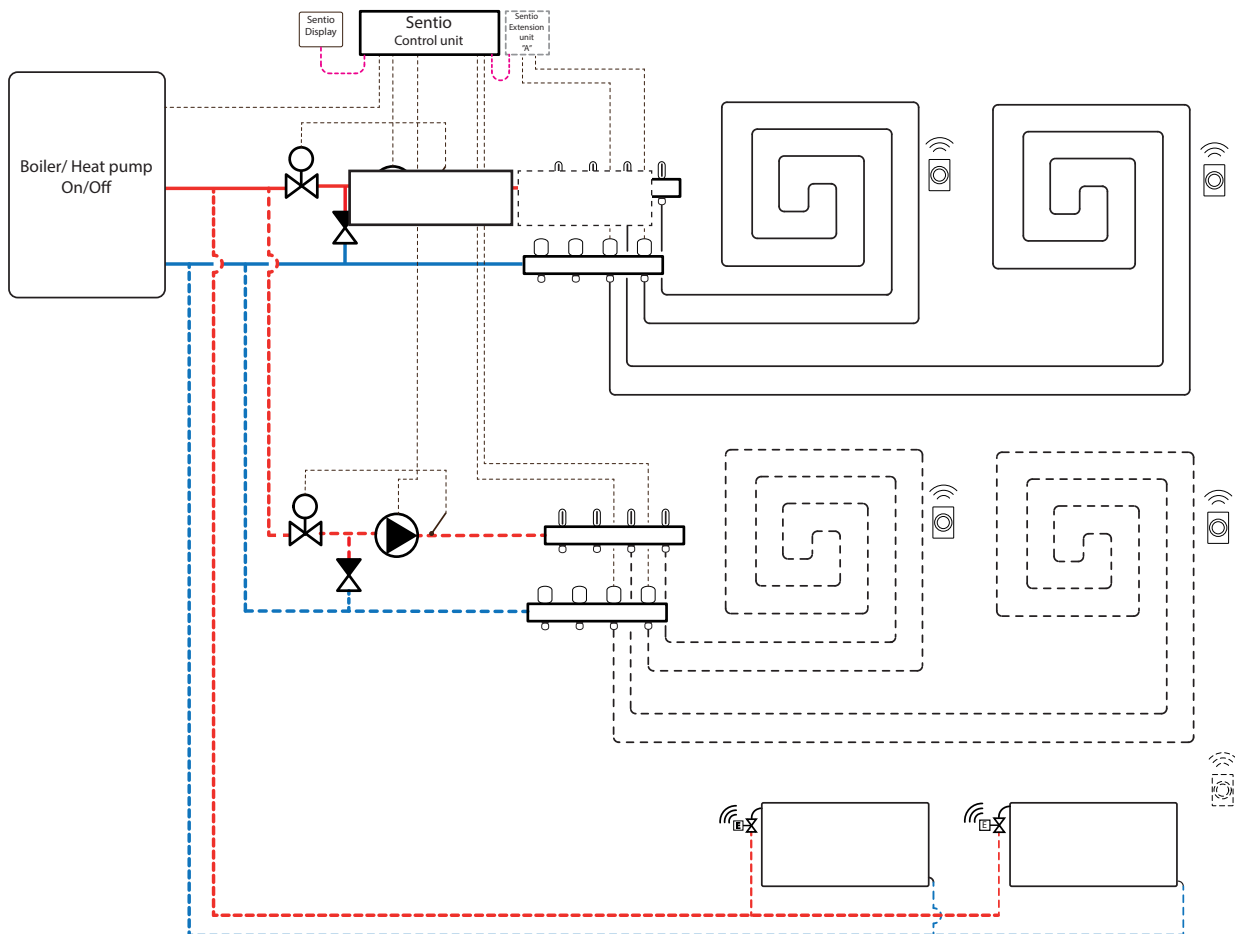 Sentio
Display
Sentio
Control unit
Sentio
Extension
unit
"A"
Boiler/ Heat pump
On/Off
E
E